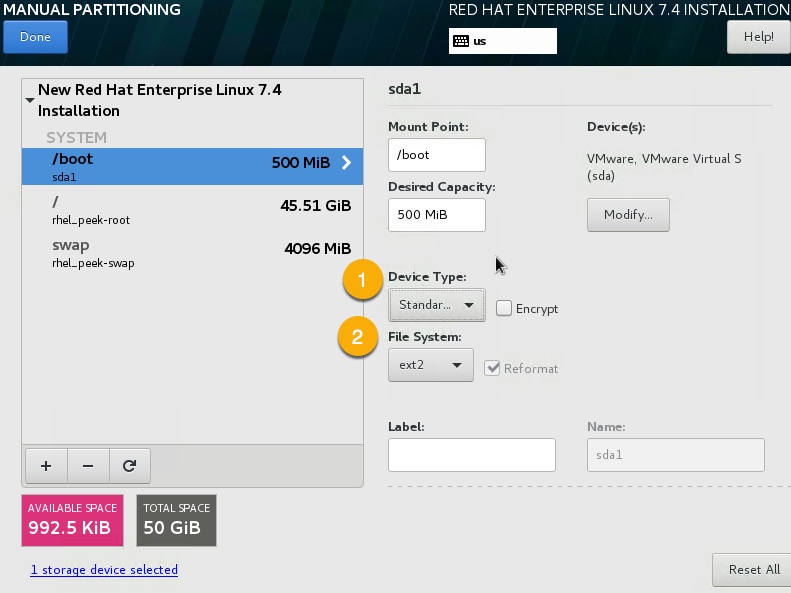 MANUAL PARTITIONING
RED HAT ENTERPRISE LINUX 7.4 INSTALLATION
Done
us
Help!
New Red Hat Enterprise Linux 7.4
Installation
SYSTEM
/boot
500 MiB
sda1
/
45.51 GiB
rhel_peek-root
swap
4096 MiB
rhel_peek-swap
+
−
AVAILABLE SPACE
992.5 KiB
TOTAL SPACE
50 GiB
1 storage device selected
sda1
Mount Point:
/boot
Desired Capacity:
500 MiB
Device(s):
VMware, VMware Virtual S
(sda)
Modify...
1
Device Type:
Standar...
Encrypt
2
File System:
ext2
Reformat
Label:
Name:
sda1
Reset All